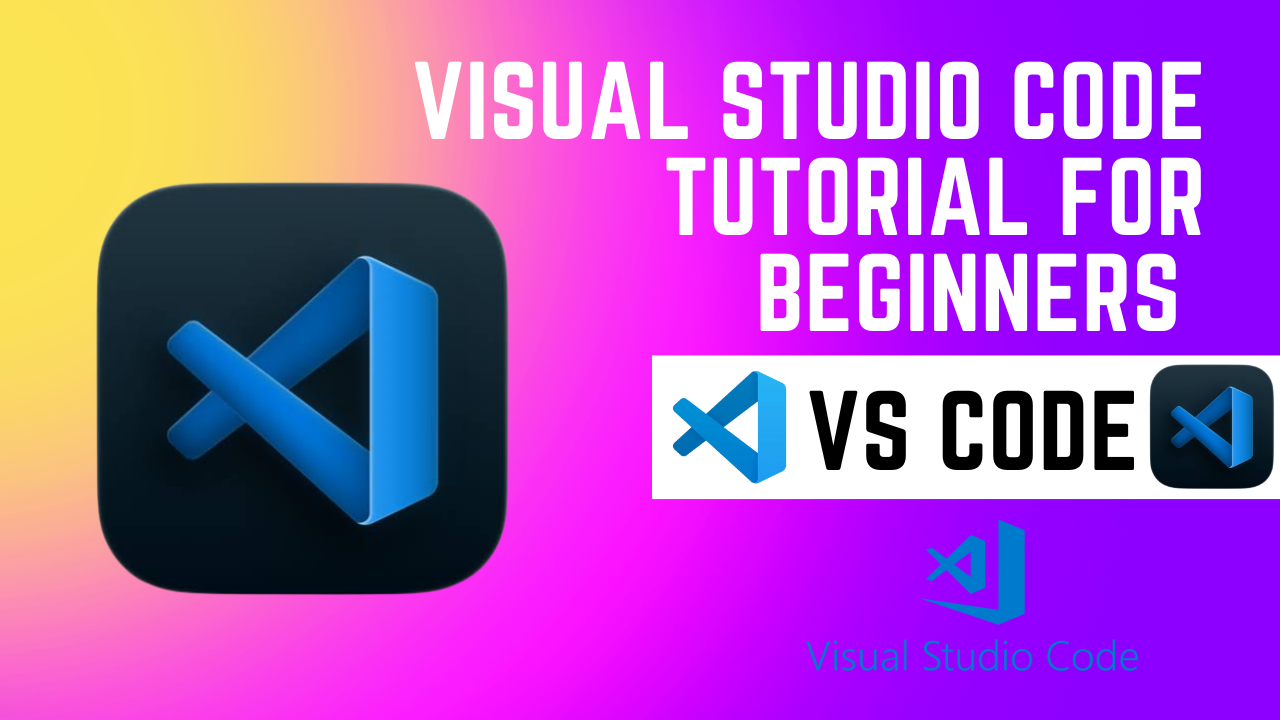 VISUAL STUDIO CODE
TUTORIAL FOR
BEGINNERS
VS CODE
Visual Studio Code